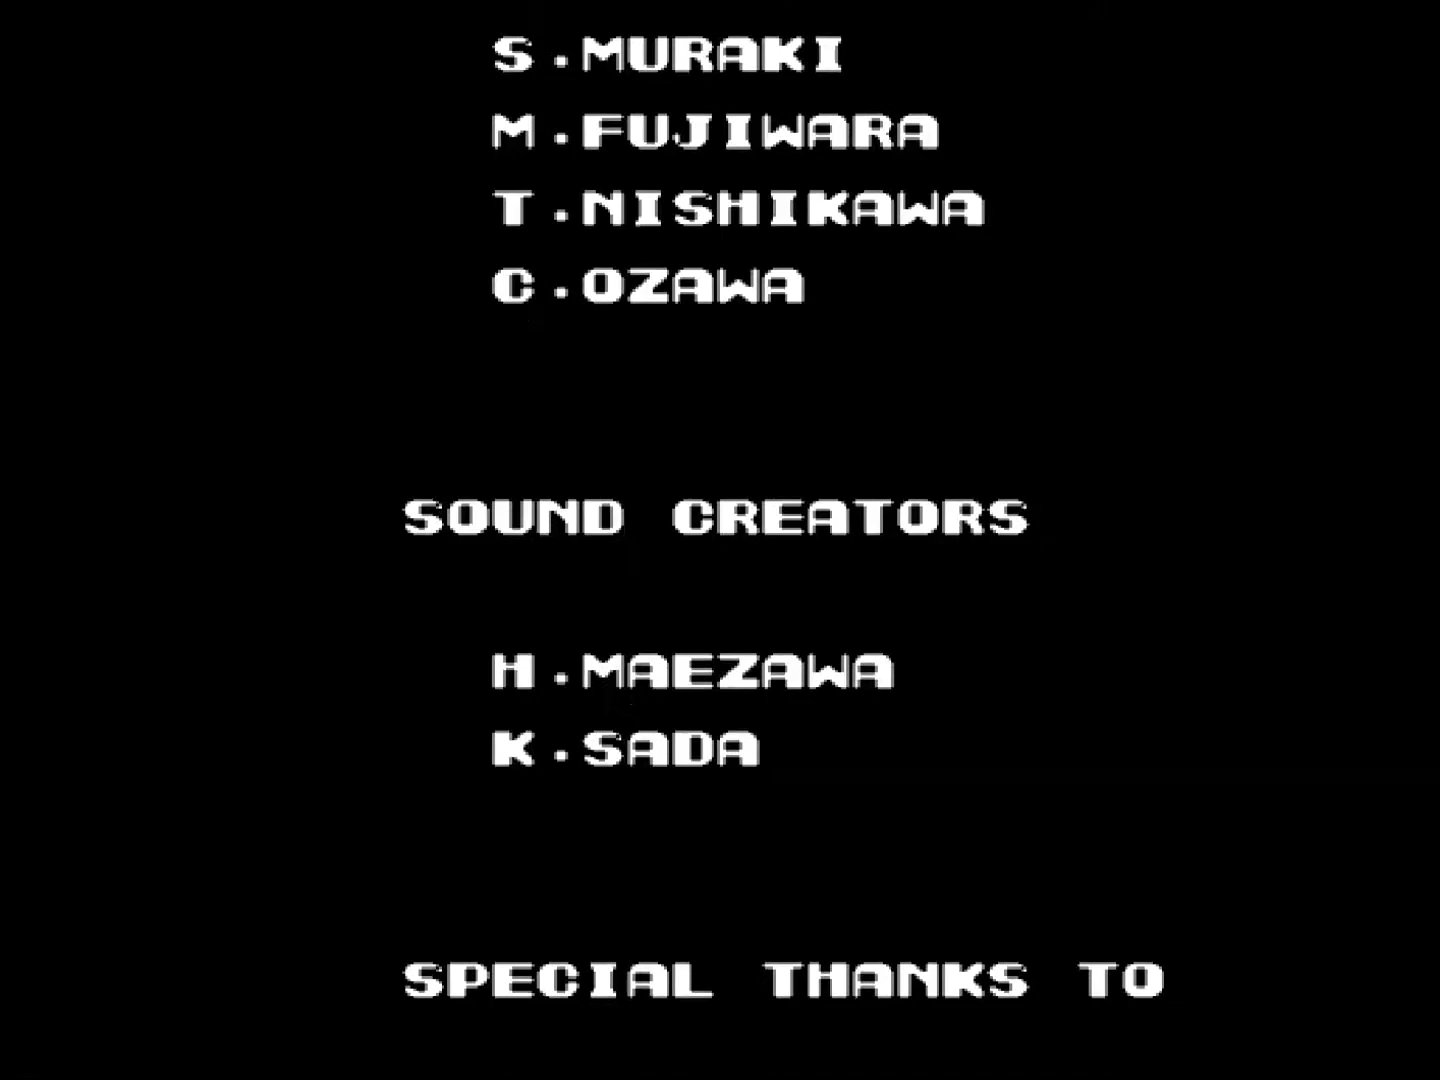 S.MURAKI
M.FUJIWARA
T.NISHIKAWA
C.OZAWA
SOUND CREATORS
H.MAEZAWA
K.SADA
SPECIAL THANKS TO